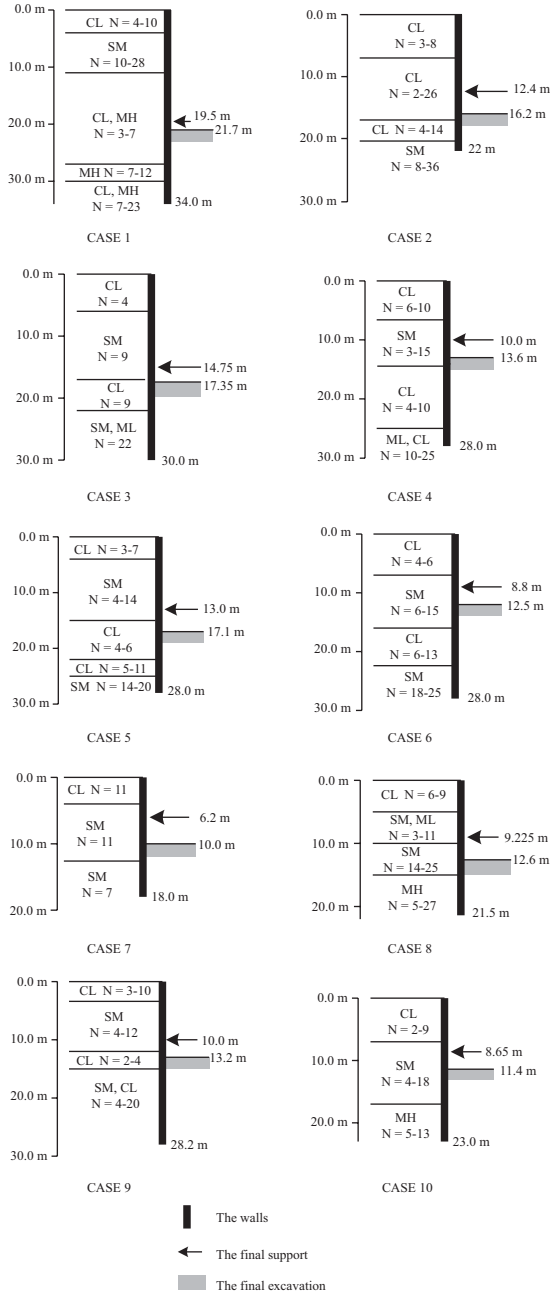 0.0 m
CL N = 4-10
SM
10.0 m
N = 10-28
CL, MH
N = 3-7
19.5 m
20.0 m
21.7 m
MH N = 7-12
30.0 m
CL, MH
N = 7-23
34.0 m
CASE 1
0.0 m
CL
N = 3-8
10.0 m
CL
N = 2-26
12.4 m
16.2 m
CL N = 4-14
20.0 m
SM
22 m
N = 8-36
30.0 m
CASE 2
0.0 m
CL
N = 4
10.0 m
SM
N = 9
14.75 m
17.35 m
CL
20.0 m
N = 9
SM, ML
N = 22
30.0 m
30.0 m
CASE 3
0.0 m
CL
N = 6-10
10.0 m
SM
N = 3-15
10.0 m
13.6 m
20.0 m
CL
N = 4-10
ML, CL
N = 10-25
28.0 m
30.0 m
CASE 4
0.0 m
CL N = 3-7
10.0 m
SM
N = 4-14
13.0 m
17.1 m
20.0 m
CL
N = 4-6
CL N = 5-11
SM N = 14-20
28.0 m
30.0 m
CASE 5
0.0 m
CL
N = 4-6
10.0 m
SM
N = 6-15
8.8 m
12.5 m
20.0 m
CL
N = 6-13
SM
N = 18-25
28.0 m
30.0 m
CASE 6
0.0 m
CL N = 11
6.2 m
SM
N = 11
10.0 m
10.0 m
SM
N = 7
18.0 m
20.0 m
CASE 7
0.0 m
CL N = 6-9
SM, ML
N = 3-11
9.225 m
10.0 m
SM
N = 14-25
12.6 m
MH
N = 5-27
20.0 m
21.5 m
CASE 8
0.0 m
CL N = 3-10
SM
N = 4-12
10.0 m
10.0 m
13.2 m
CL N = 2-4
SM, CL
N = 4-20
20.0 m
28.2 m
30.0 m
CASE 9
0.0 m
CL
N = 2-9
8.65 m
10.0 m
SM
N = 4-18
11.4 m
MH
N = 5-13
20.0 m
23.0 m
CASE 10
The walls
The final support
The final excavation